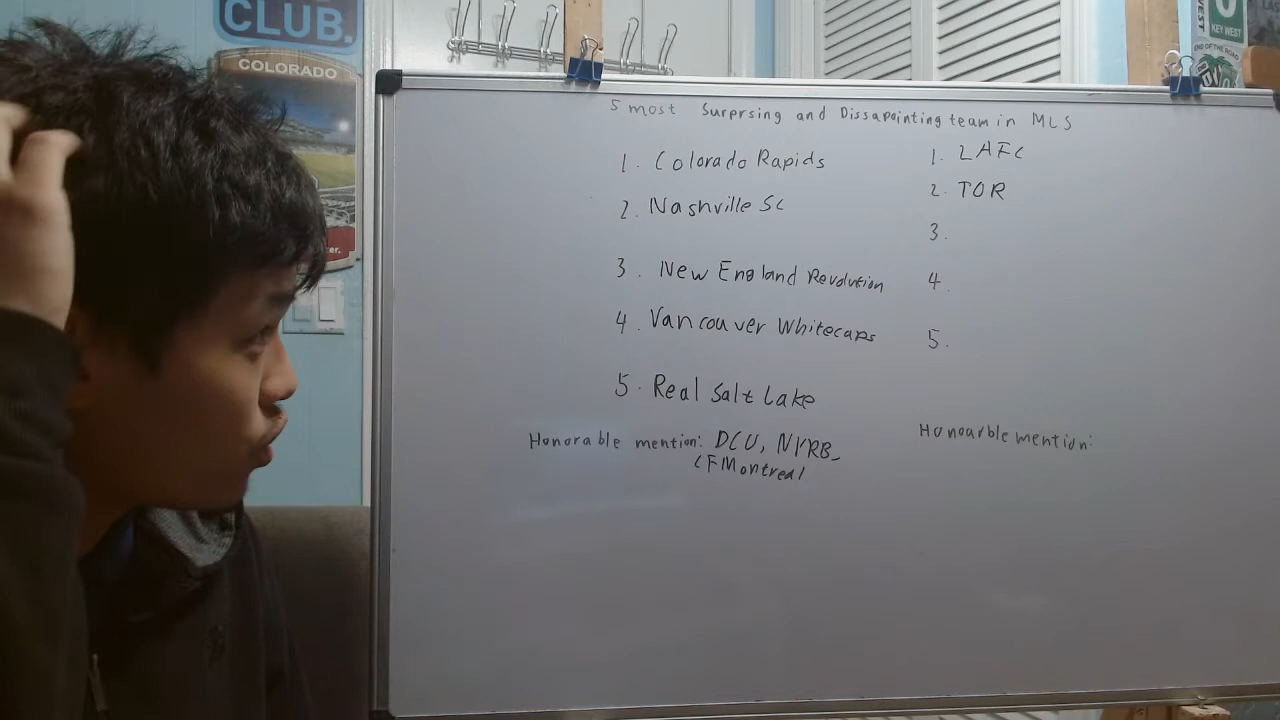 CLUB.
COLORADO
KEY WEST
5 most Surprsing and Dissapointing team in MLS
1. Colorado Rapids
2. Nashville SC
3. New England Revolution
4. Vancouver Whitecaps
5. Real Salt Lake
Honorable mention: DCU, NYRB,
CFMontreal
1. LAFC
2. TOR
3.
4.
5.
Honoarble mention: